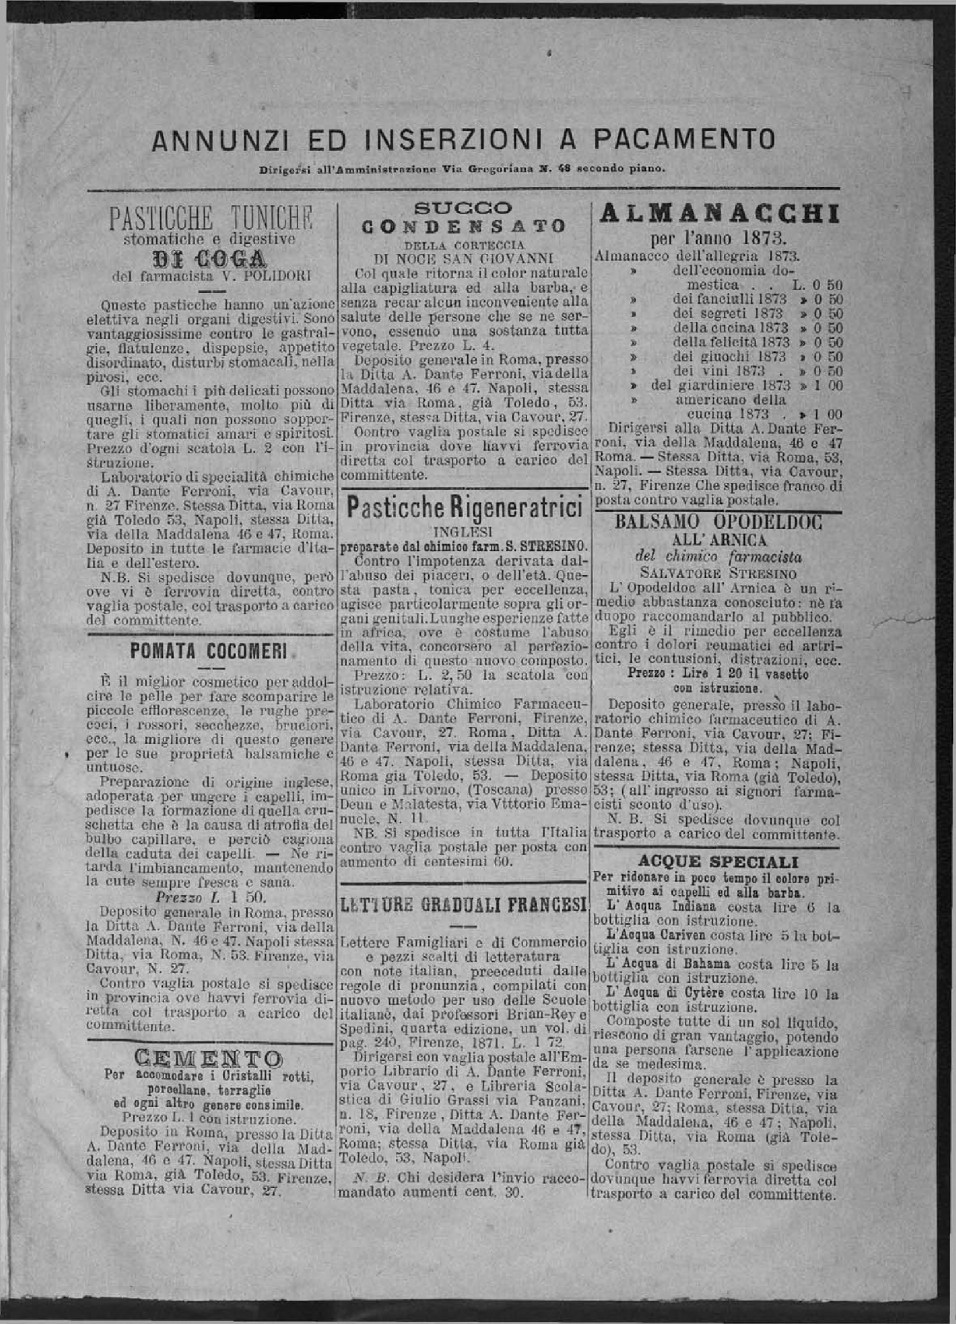 ANNUNZI ED INSERZIONI A PACAMENTO
Dirigersi all'Amministrazione Via Gregoriana N. 48 secondo piano.
PASTICCHE TUNICHE
stomatiche e digestive
DI COCA
del farmacista V. POLIDORI
Queste pasticche hanno un'azione
elettiva negli organi digestivi. Sono
vantaggiosissime contro le gastral-
gie, flatulenze, dispepsie, appetito
disordinato, disturbi stomacali, nella
pirosi, ecc.
Gli stomachi i più delicati possono
usarne liberamente, molto più di
quegli, i quali non possono soppor-
tare gli stomatici amari e spiritosi.
Prezzo d'ogni scatola L. 2 con l'i-
struzione.
Laboratorio di specialità chimiche
di A. Dante Ferroni, via Cavour,
n. 27 Firenze. Stessa Ditta, via Roma
già Toledo 53, Napoli, stessa Ditta,
via della Maddalena 46 e 47, Roma.
Deposito in tutte le farmacie d'Ita-
lia e dell'estero.
N.B. Si spedisce dovunque, però
ove vi è ferrovia diretta, contro
vaglia postale, col trasporto a carico
del committente.
POMATA COCOMERI
È il miglior cosmetico per addol-
cire le pelle per fare scomparire le
piccole efflorescenze, le rughe pre-
coci, i rossori, secchezze, bruciori,
ecc., la migliore di questo genere
per le sue proprietà balsamiche e
untuose.
Preparazione di origine inglese,
adoperata per ungere i capelli, im-
pedisce la formazione di quella cru-
schetta che è la causa di atrofia del
bulbo capillare, e perciò cagiona
della caduta dei capelli. — Ne ri-
tarda l'imbiancamento, mantenendo
la cute sempre fresca e sana.
Prezzo L 1 50.
Deposito generale in Roma, presso
la Ditta A. Dante Ferroni, via della
Maddalena, N. 46 e 47. Napoli stessa
Ditta, via Roma, N. 53. Firenze, via
Cavour, N. 27.
Contro vaglia postale si spedisce
in provincia ove havvi ferrovia di-
retta col trasporto a carico del
committente.
CEMENTO
Per accomodare i Cristalli rotti,
porcellane, terraglie
ed ogni altro genere consimile.
Prezzo L. 1 con istruzione.
Deposito in Roma, presso la Ditta
A. Dante Ferroni, via della Mad-
dalena, 46 e 47. Napoli, stessa Ditta
via Roma, già Toledo, 53. Firenze,
stessa Ditta via Cavour, 27.
SUCCO
CONDENSATO
DELLA CORTECCIA
DI NOCE SAN GIOVANNI
Col quale ritorna il color naturale
alla capigliatura ed alla barba, e
senza recar alcun inconveniente alla
salute delle persone che se ne ser-
vono, essendo una sostanza tutta
vegetale. Prezzo L. 4.
Deposito generale in Roma, presso
la Ditta A. Dante Ferroni, via della
Maddalena, 46 e 47. Napoli, stessa
Ditta via Roma, già Toledo, 53.
Firenze, stessa Ditta, via Cavour, 27.
Contro vaglia postale si spedisce
in provincia dove havvi ferrovia
diretta col trasporto a carico del
committente.
Pasticche Rigeneratrici
INGLESI
preparate dal chimico farm. S. STRESINO.
Contro l'impotenza derivata dal-
l'abuso dei piaceri, o dell'età. Que-
sta pasta, tonica per eccellenza,
agisce particolarmente sopra gli or-
gani genitali. Lunghe esperienze fatte
in africa, ove è costume l'abuso
della vita, concorsero al perfezio-
namento di questo nuovo composto.
Prezzo: L. 2,50 la scatola con
istruzione relativa.
Laboratorio Chimico Farmaceu-
tico di A. Dante Ferroni, Firenze,
via Cavour, 27. Roma, Ditta A.
Dante Ferroni, via della Maddalena,
46 e 47. Napoli, stessa Ditta, via
Roma gia Toledo, 53. — Deposito
unico in Livorno, (Toscana) presso
Deun e Malatesta, via Vtttorio Ema-
nuele, N. 11.
NB. Si spedisce in tutta l'Italia
contro vaglia postale per posta con
aumento di centesimi 60.
LETTURE GRADUALI FRANCESI
Lettere Famigliari e di Commercio
e pezzi scelti di letteratura
con note italian, preeceduti dalle
regole di pronunzia, compilati con
nuovo metodo per uso delle Scuole
italiane, dai professori Brian-Rey e
Spedini, quarta edizione, un vol. di
pag. 240, Firenze, 1871. L. 1 72.
Dirigersi con vaglia postale all'Em-
porio Librario di A. Dante Ferroni,
via Cavour, 27, e Libreria Scola-
stica di Giulio Grassi via Panzani,
n. 18, Firenze, Ditta A. Dante Fer-
roni, via della Maddalena 46 e 47,
Roma; stessa Ditta, via Roma già
Toledo, 53, Napoli.
N. B. Chi desidera l'invio racco-
mandato aumenti cent. 30.
ALMANACCHI
per l'anno 1873.
Almanacco dell'allegria 1873.
» dell'economia do-
mestica . . L. 0 50
» dei fanciulli 1873 » 0 50
» dei segreti 1873 » 0 50
» della cucina 1873 » 0 50
» della felicità 1873 » 0 50
» dei giuochi 1873 » 0 50
» dei vini 1873 . » 0 50
» del giardiniere 1873 » 1 00
» americano della
cucina 1873 . » 1 00
Dirigersi alla Ditta A. Dante Fer-
roni, via della Maddalena, 46 e 47
Roma. — Stessa Ditta, via Roma, 53,
Napoli. — Stessa Ditta, via Cavour,
n. 27, Firenze Che spedisce franco di
posta contro vaglia postale.
BALSAMO OPODELDOC
ALL'ARNICA
del chimico farmacista
SALVATORE STRESINO
L'Opodeldoc all'Arnica è un ri-
medio abbastanza conosciuto: nè fa
duopo raccomandarlo al pubblico.
Egli è il rimedio per eccellenza
contro i dolori reumatici ed artri-
tici, le contusioni, distrazioni, ecc.
Prezzo: Lire 1 20 il vasetto
con istruzione.
Deposito generale, presso il labo-
ratorio chimico farmaceutico di A.
Dante Ferroni, via Cavour, 27; Fi-
renze; stessa Ditta, via della Mad-
dalena, 46 e 47, Roma; Napoli,
stessa Ditta, via Roma (già Toledo),
53; (all'ingrosso ai signori farma-
cisti sconto d'uso).
N. B. Si spedisce dovunque col
trasporto a carico del committente.
ACQUE SPECIALI
Per ridonare in poco tempo il colore pri-
mitivo ai capelli ed alla barba.
L'Acqua Indiana costa lire 6 la
bottiglia con istruzione.
L'Acqua Cariven costa lire 5 la bot-
tiglia con istruzione.
L'Acqua di Bahama costa lire 5 la
bottiglia con istruzione.
L'Acqua di Cytère costa lire 10 la
bottiglia con istruzione.
Composte tutte di un sol liquido,
riescono di gran vantaggio, potendo
una persona farsene l'applicazione
da se medesima.
Il deposito generale è presso la
Ditta A. Dante Ferroni, Firenze, via
Cavour, 27; Roma, stessa Ditta, via
della Maddalena, 46 e 47; Napoli,
stessa Ditta, via Roma (già Tole-
do), 53.
Contro vaglia postale si spedisce
dovunque havvi ferrovia diretta col
trasporto a carico del committente.